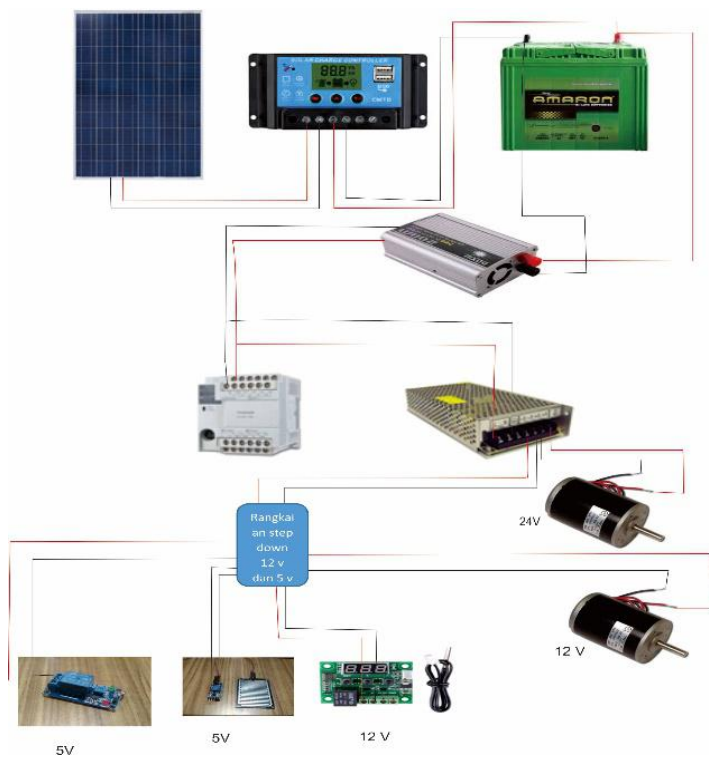 SOLAR CHARGE CONTROLLER
AMARON
24V
Rangkai
an step
down
12 v
dan 5 v
12 V
5V
5V
12 V